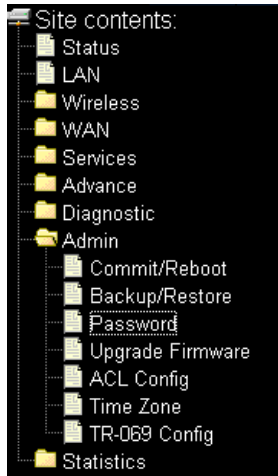 Site contents:
Status
LAN
Wireless
WAN
Services
Advance
Diagnostic
Admin
Commit/Reboot
Backup/Restore
Password
Upgrade Firmware
ACL Config
Time Zone
TR-069 Config
Statistics